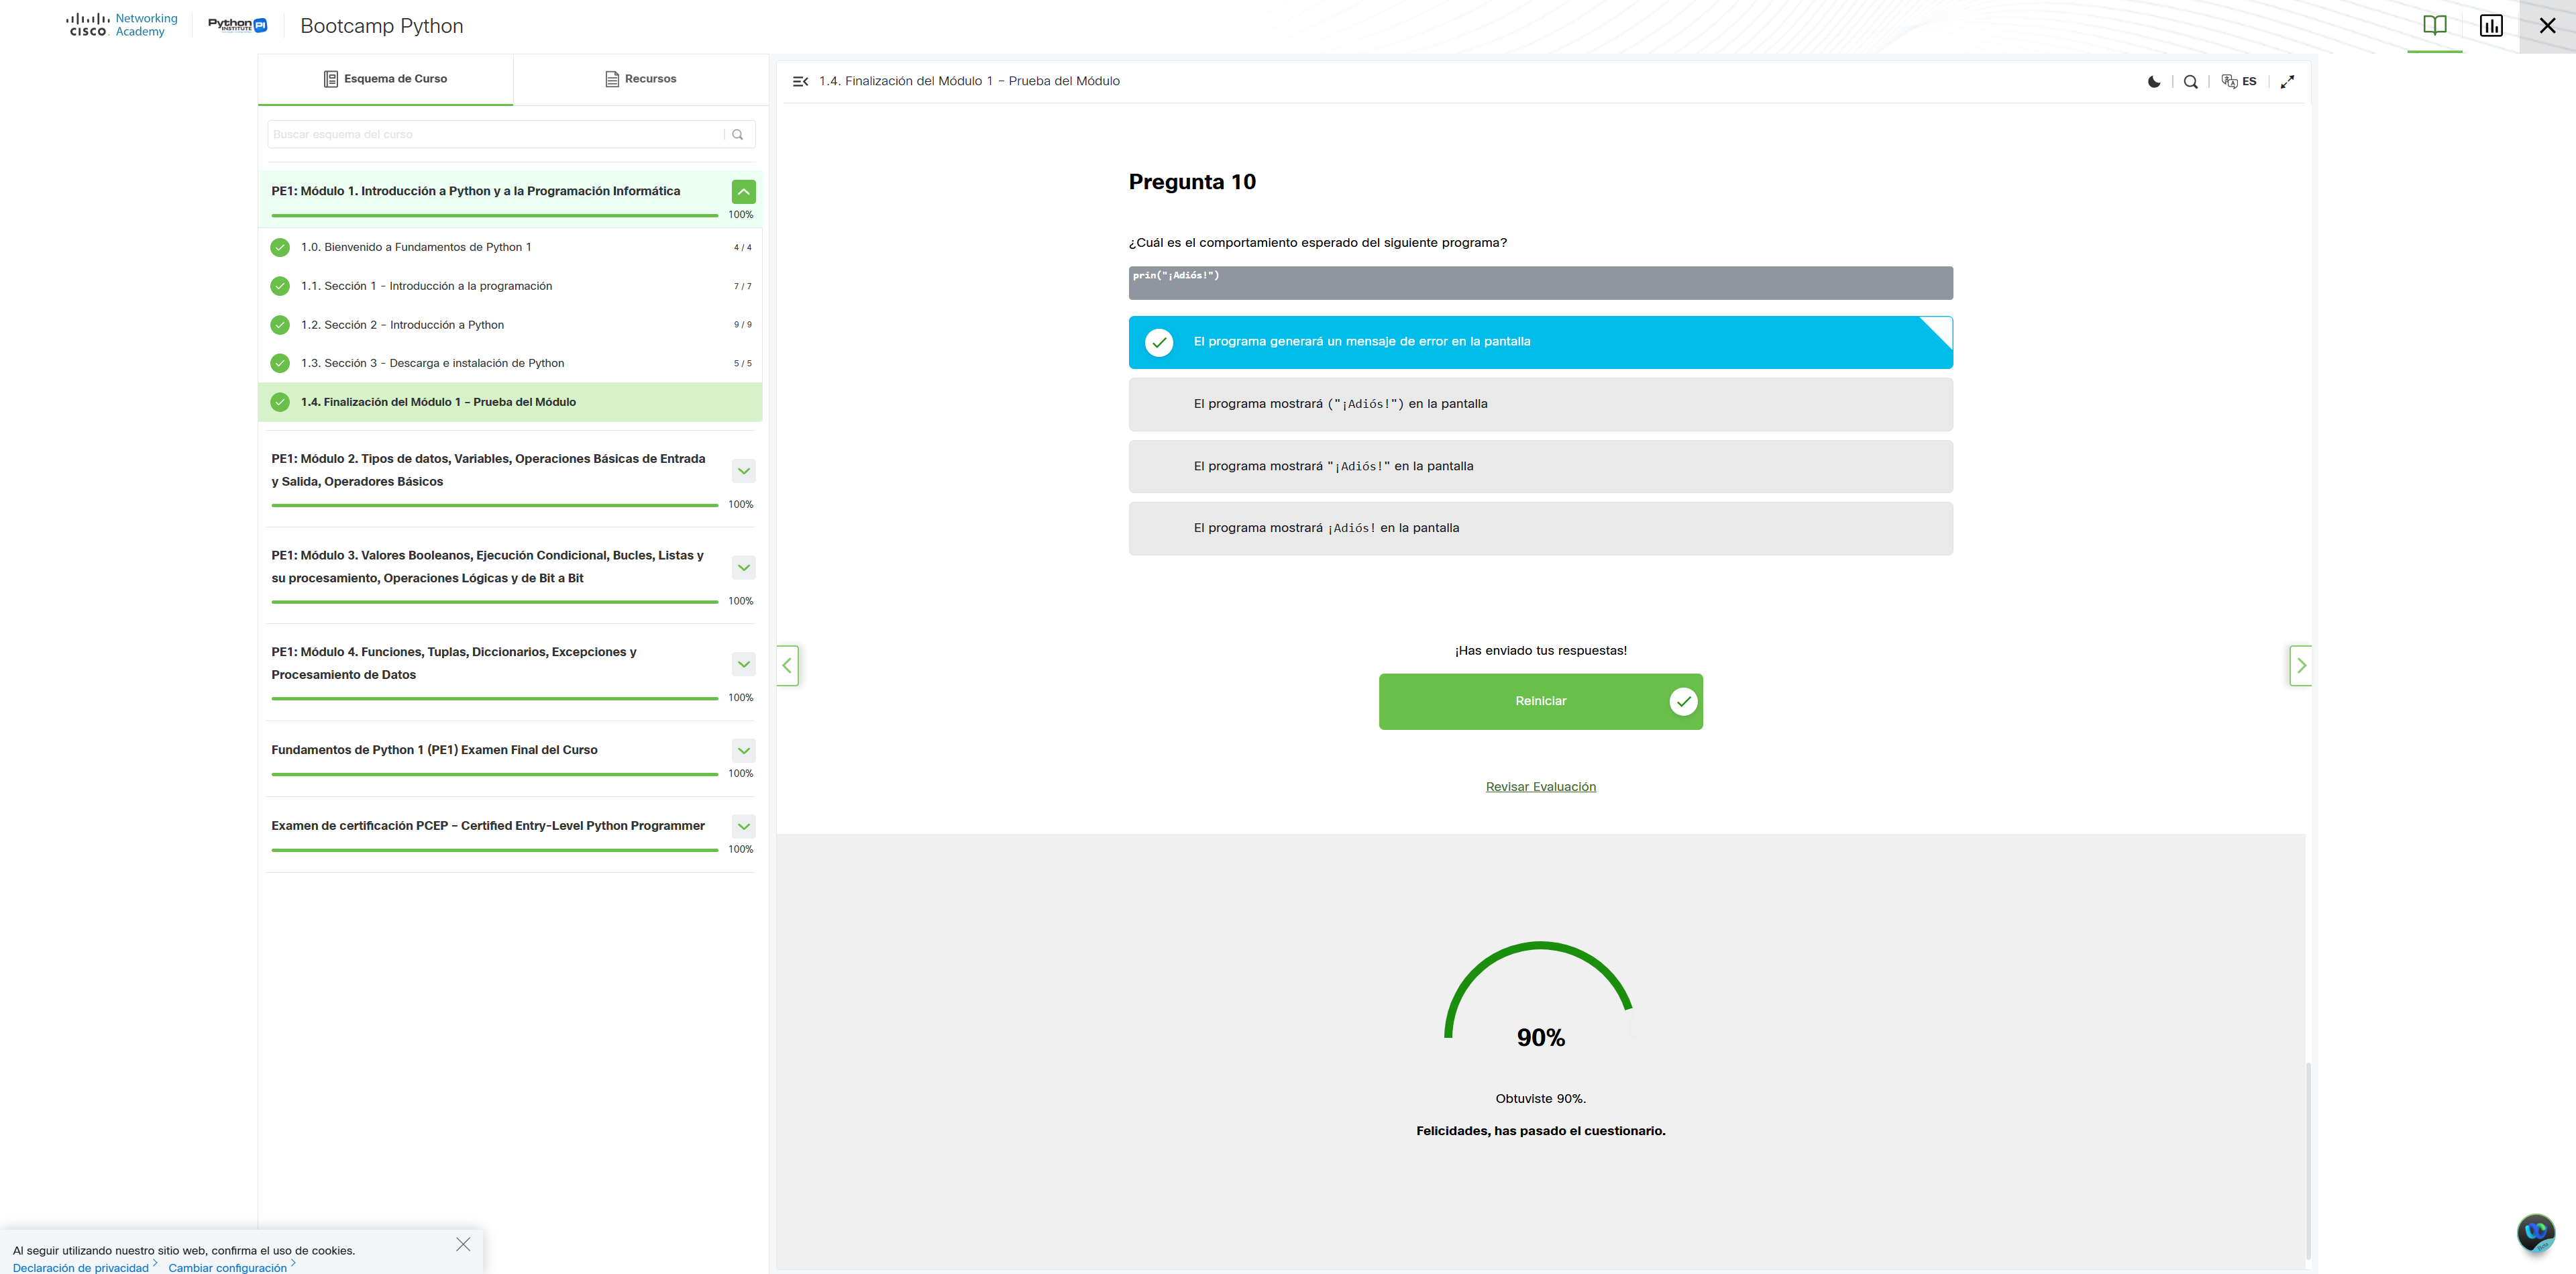 Networking
CISCO Academy
Python
INSTITUTE
PI
Bootcamp Python
Esquema de Curso
Recursos
Buscar esquema del curso
PE1: Módulo 1. Introducción a Python y a la Programación Informática
100%
1.0. Bienvenido a Fundamentos de Python 1
4 / 4
1.1. Sección 1 - Introducción a la programación
7 / 7
1.2. Sección 2 – Introducción a Python
9 / 9
1.3. Sección 3 – Descarga e instalación de Python
5 / 5
1.4. Finalización del Módulo 1 – Prueba del Módulo
PE1: Módulo 2. Tipos de datos, Variables, Operaciones Básicas de Entrada
y Salida, Operadores Básicos
100%
PE1: Módulo 3. Valores Booleanos, Ejecución Condicional, Bucles, Listas y
su procesamiento, Operaciones Lógicas y de Bit a Bit
100%
PE1: Módulo 4. Funciones, Tuplas, Diccionarios, Excepciones y
Procesamiento de Datos
100%
Fundamentos de Python 1 (PE1) Examen Final del Curso
100%
Examen de certificación PCEP – Certified Entry-Level Python Programmer
100%
1.4. Finalización del Módulo 1 – Prueba del Módulo
ES
Pregunta 10
¿Cuál es el comportamiento esperado del siguiente programa?
prin("¡Adiós!")
El programa generará un mensaje de error en la pantalla
El programa mostrará ("¡Adiós!") en la pantalla
El programa mostrará "¡Adiós!" en la pantalla
El programa mostrará ¡Adiós! en la pantalla
¡Has enviado tus respuestas!
Reiniciar
Revisar Evaluación
90%
Obtuviste 90%.
Felicidades, has pasado el cuestionario.
Al seguir utilizando nuestro sitio web, confirma el uso de cookies.
Declaración de privacidad
Cambiar configuración